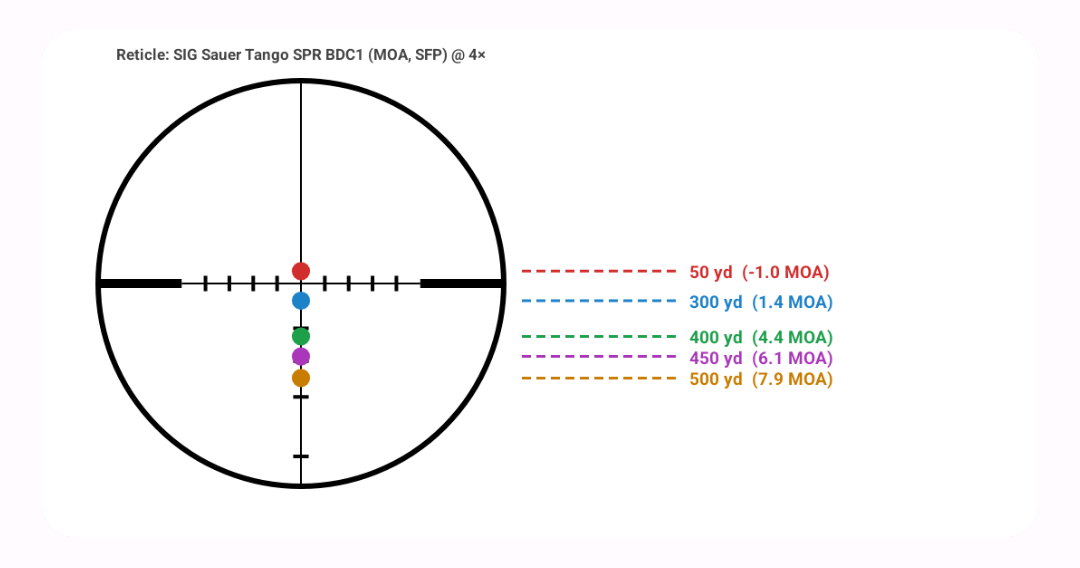 Reticle: SIG Sauer Tango SPR BDC1 (MOA, SFP) @ 4×
50 yd (-1.0 MOA)
300 yd (1.4 MOA)
400 yd (4.4 MOA)
450 yd (6.1 MOA)
500 yd (7.9 MOA)